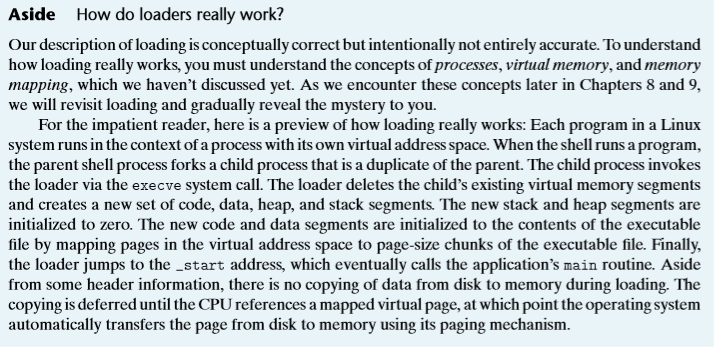 Aside How do loaders really work?
Our description of loading is conceptually correct but intentionally not entirely accurate. To understand
how loading really works, you must understand the concepts of processes, virtual memory, and memory
mapping, which we haven't discussed yet. As we encounter these concepts later in Chapters 8 and 9,
we will revisit loading and gradually reveal the mystery to you.
For the impatient reader, here is a preview of how loading really works: Each program in a Linux
system runs in the context of a process with its own virtual address space. When the shell runs a program,
the parent shell process forks a child process that is a duplicate of the parent. The child process invokes
the loader via the execve system call. The loader deletes the child's existing virtual memory segments
and creates a new set of code, data, heap, and stack segments. The new stack and heap segments are
initialized to zero. The new code and data segments are initialized to the contents of the executable
file by mapping pages in the virtual address space to page-size chunks of the executable file. Finally,
the loader jumps to the _start address, which eventually calls the application's main routine. Aside
from some header information, there is no copying of data from disk to memory during loading. The
copying is deferred until the CPU references a mapped virtual page, at which point the operating system
automatically transfers the page from disk to memory using its paging mechanism.